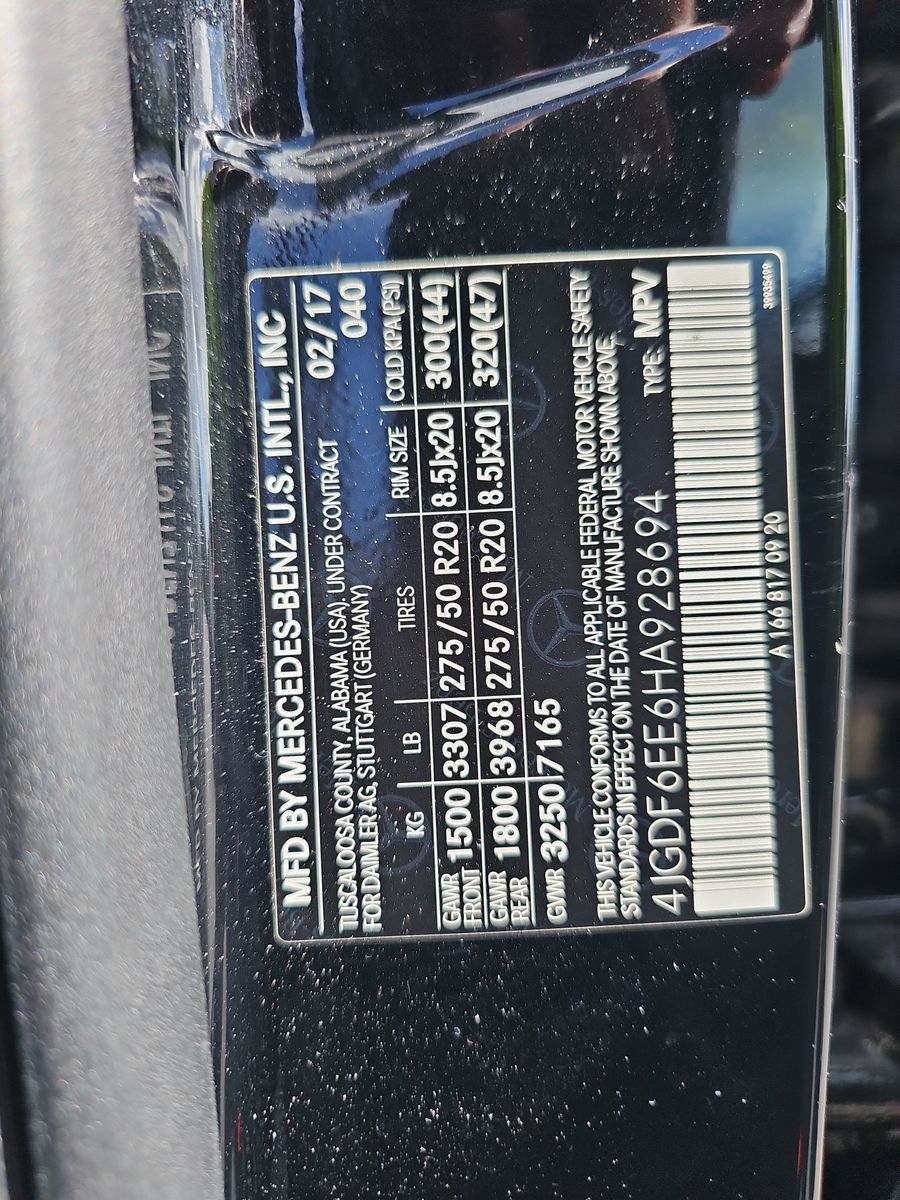 MFD BY MERCEDES-BENZ U.S. INTL., INC
TUSCALOOSA COUNTY, ALABAMA (USA), UNDER CONTRACT 02/17
FOR DAIMLER AG, STUTTGART (GERMANY) 040
KG LB TIRES RIM SIZE COLD KPA (PSI)
GAWR FRONT 1500 3307 275/50 R20 8.5Jx20 300(44)
GAWR REAR 1800 3968 275/50 R20 8.5Jx20 320(47)
GVWR 3250 7165
THIS VEHICLE CONFORMS TO ALL APPLICABLE FEDERAL MOTOR VEHICLE SAFETY
STANDARDS IN EFFECT ON THE DATE OF MANUFACTURE SHOWN ABOVE.
4JGDF6EE6HA928694 TYPE: MPV
A 166 817 09 20 39935499